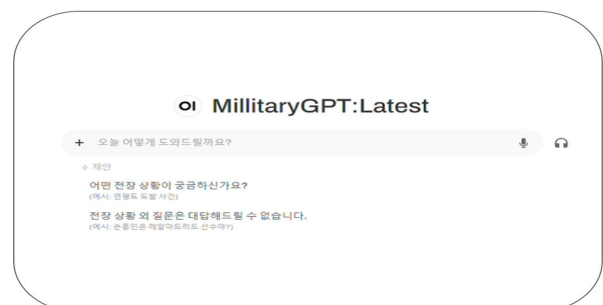 OI MillitaryGPT:Latest
+ 오늘 어떻게 도와드릴까요?
제안
어떤 전장 상황이 궁금하신가요?
(예시: 연평도 도발 사건)
전장 상황 외 질문은 대답해드릴 수 없습니다.
(예시: 손흥민은 레알마드리드 선수야?)